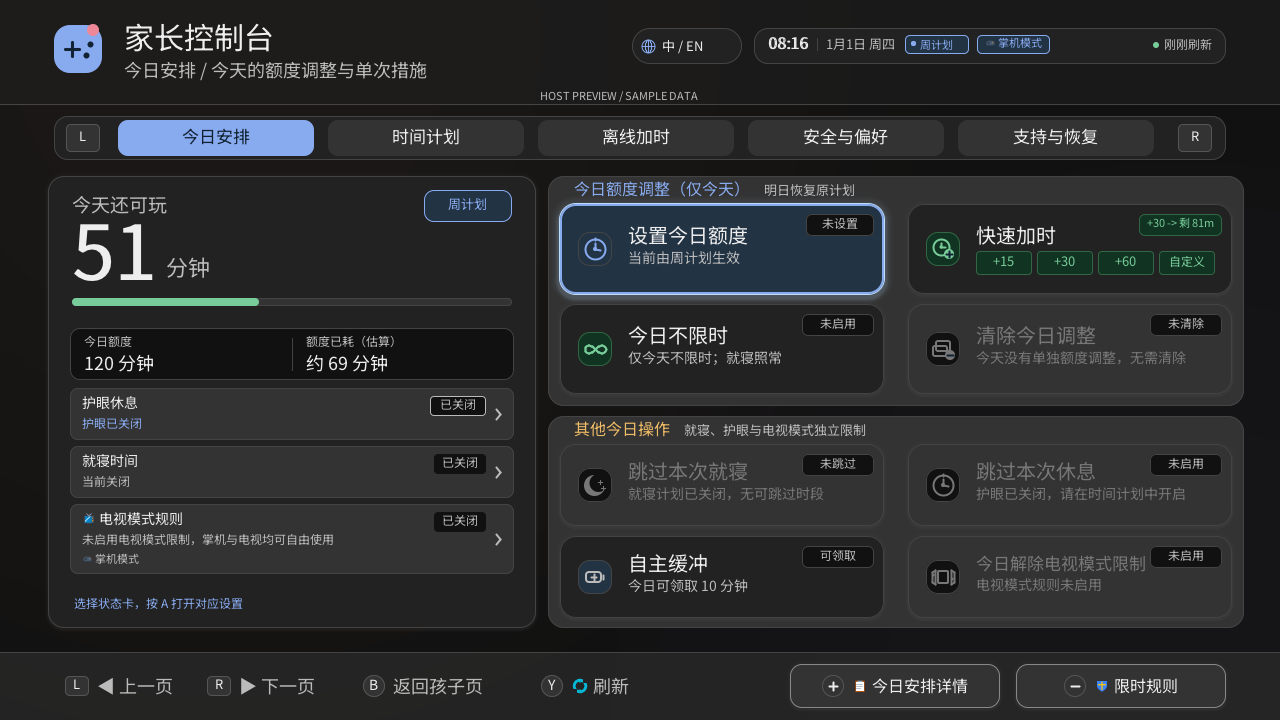 家长控制台
今日安排 / 今天的额度调整与单次措施
中 / EN
08:16 1月1日 周四 周计划 掌机模式 刚刚刷新
HOST PREVIEW / SAMPLE DATA
L 今日安排 时间计划 离线加时 安全与偏好 支持与恢复 R
今天还可玩 周计划
51 分钟
今日额度 额度已耗（估算）
120 分钟 约 69 分钟
护眼休息 已关闭
护眼已关闭
就寝时间 已关闭
当前关闭
电视模式规则 已关闭
未启用电视模式限制，掌机与电视均可自由使用
掌机模式
选择状态卡，按 A 打开对应设置
今日额度调整（仅今天） 明日恢复原计划
设置今日额度 未设置
当前由周计划生效
快速加时 +30 -> 剩 81m
+15 +30 +60 自定义
今日不限时 未启用
仅今天不限时；就寝照常
清除今日调整 未清除
今天没有单独额度调整，无需清除
其他今日操作 就寝、护眼与电视模式独立限制
跳过本次就寝 未跳过
就寝计划已关闭，无可跳过时段
跳过本次休息 未启用
护眼已关闭，请在时间计划中开启
自主缓冲 可领取
今日可领取 10 分钟
今日解除电视模式限制 未启用
电视模式规则未启用
L 上一页 R 下一页 B 返回孩子页 Y 刷新 + 今日安排详情 − 限时规则